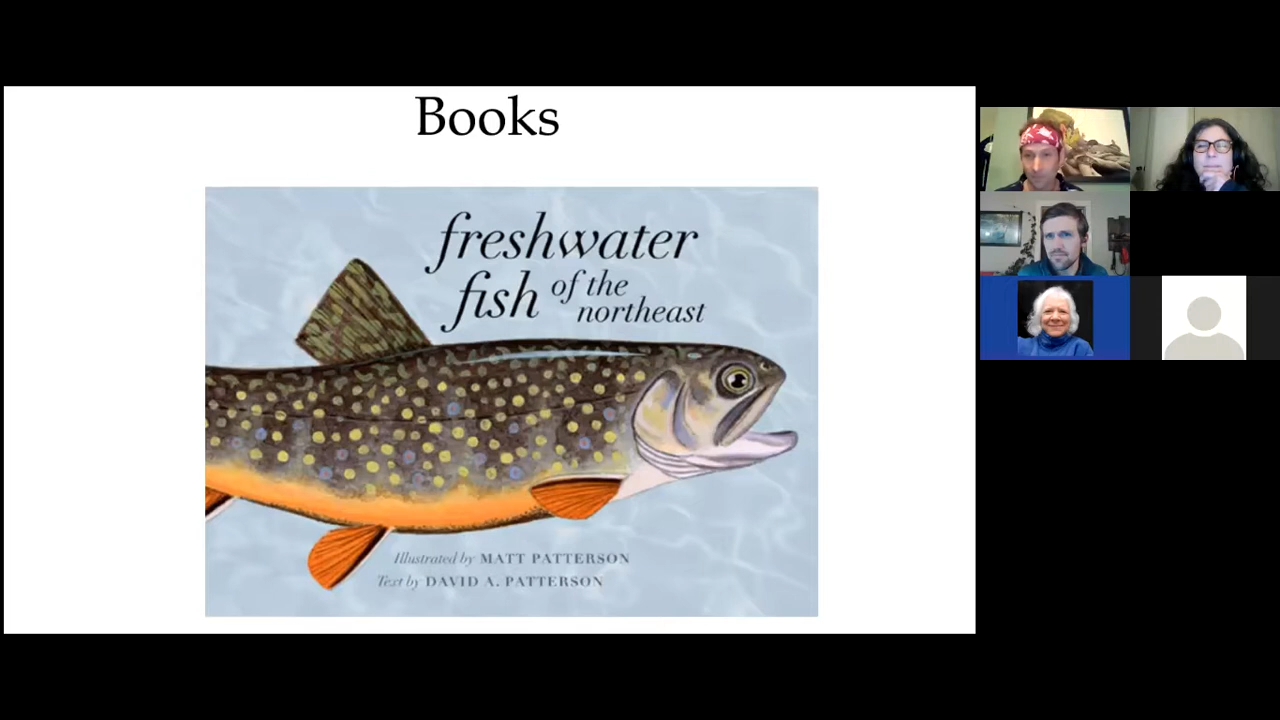 Books
freshwater
fish of the
northeast
Illustrated by MATT PATTERSON
Text by DAVID A. PATTERSON